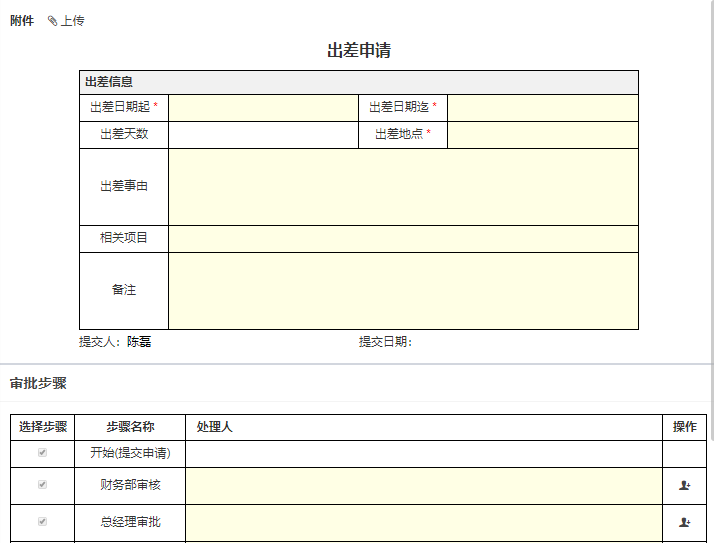 附件 上传
出差申请
出差信息
出差日期起 * 出差日期迄 *
出差天数 出差地点 *
出差事由
相关项目
备注
提交人: 陈磊 提交日期:
审批步骤
选择步骤 步骤名称 处理人 操作
开始(提交申请)
财务部审核
总经理审批